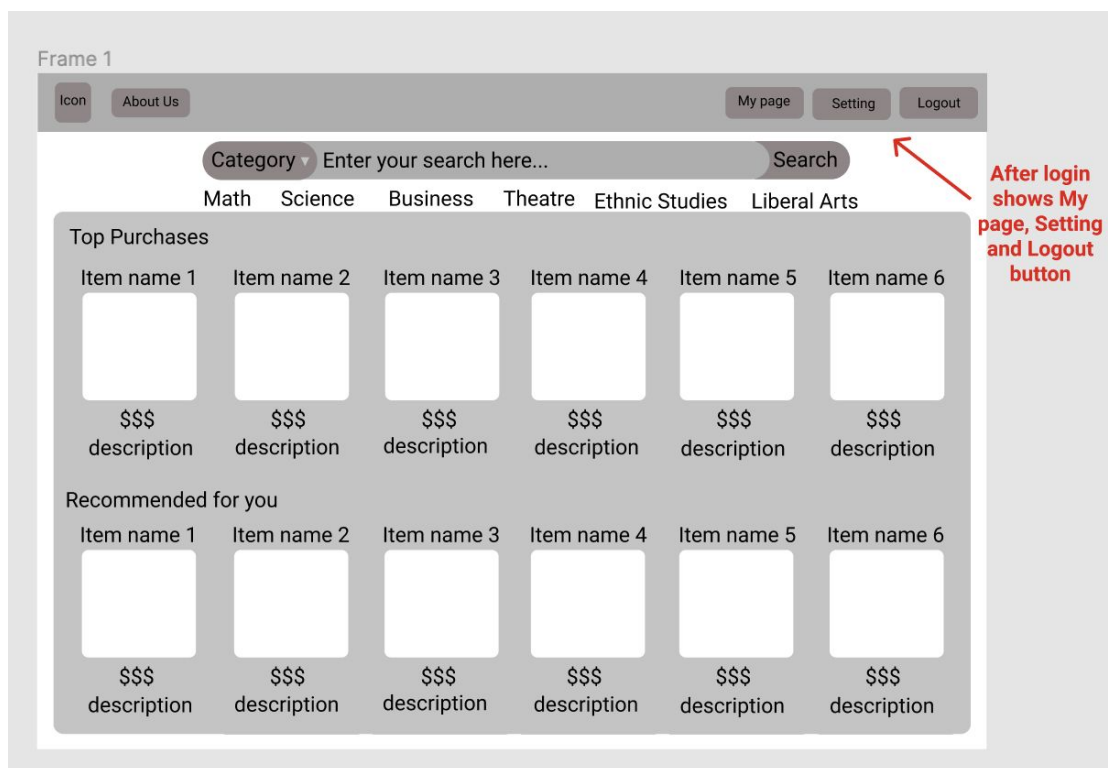 Frame 1
Icon About Us My page Setting Logout
Category Enter your search here... Search
Math Science Business Theatre Ethnic Studies Liberal Arts
After login
shows My
page, Setting
and Logout
button
Top Purchases
Item name 1 Item name 2 Item name 3 Item name 4 Item name 5 Item name 6
$$$ $$$ $$$ $$$ $$$ $$$
description description description description description description
Recommended for you
Item name 1 Item name 2 Item name 3 Item name 4 Item name 5 Item name 6
$$$ $$$ $$$ $$$ $$$ $$$
description description description description description description